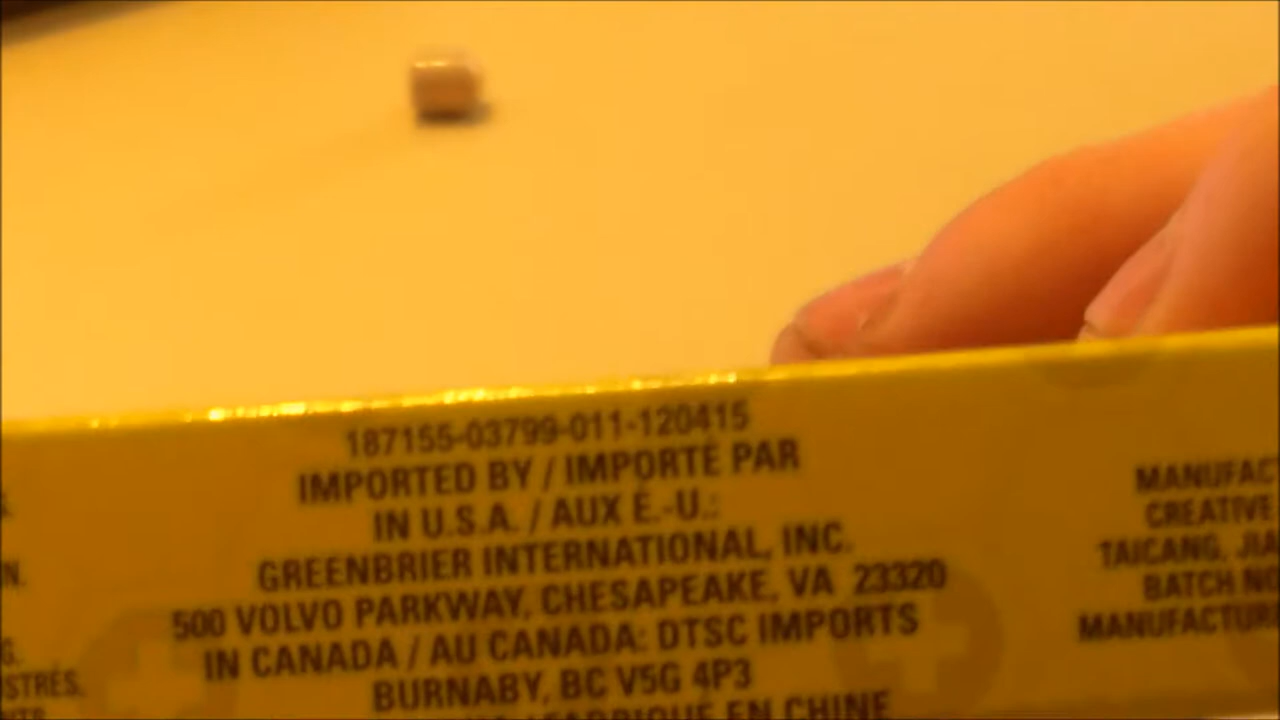 187155-03799-011-120415
IMPORTED BY / IMPORTÉ PAR
IN U.S.A. / AUX É.-U.:
GREENBRIER INTERNATIONAL, INC.
500 VOLVO PARKWAY, CHESAPEAKE, VA 23320
IN CANADA / AU CANADA: DTSC IMPORTS
BURNABY, BC V5G 4P3
/ FABRIQUÉ EN CHINE
MANUFACT
CREATIVE
TAICANG, JIA
BATCH NO
MANUFACTURE
N.
G.
USTRÉS.